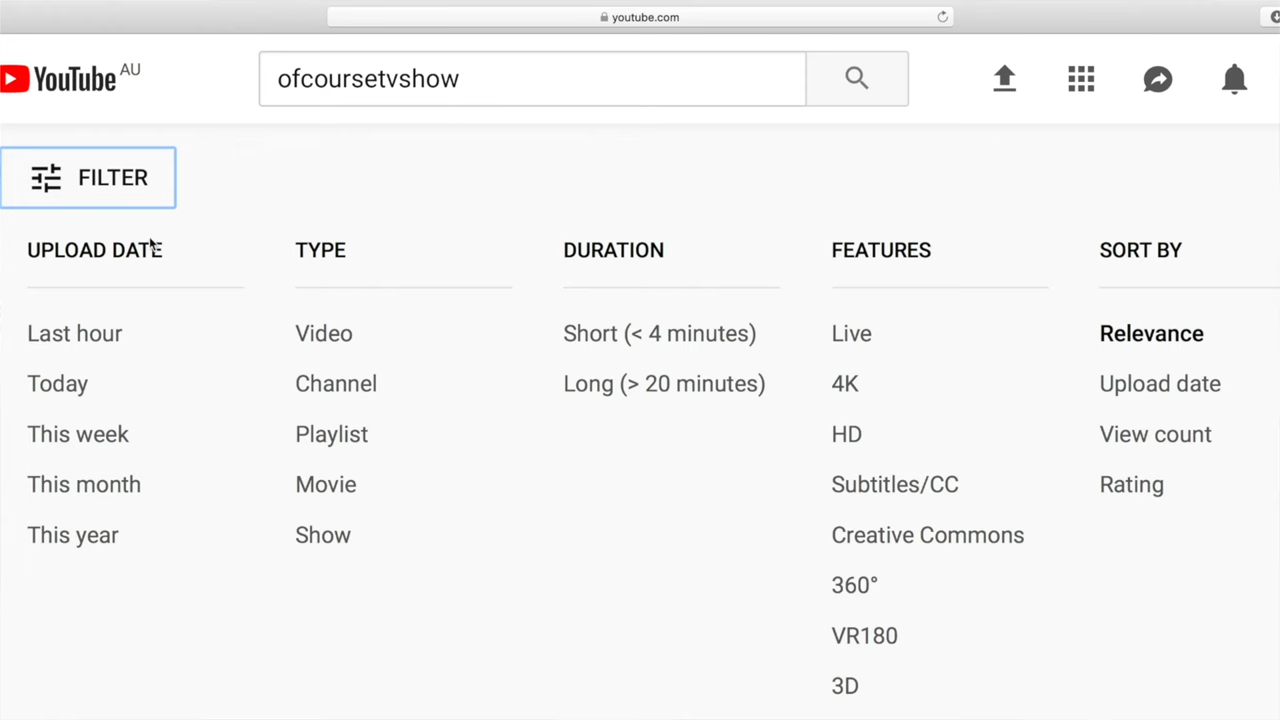 youtube.com
YouTube AU
ofcoursetvshow
FILTER
UPLOAD DATE
Last hour
Today
This week
This month
This year
TYPE
Video
Channel
Playlist
Movie
Show
DURATION
Short (< 4 minutes)
Long (> 20 minutes)
FEATURES
Live
4K
HD
Subtitles/CC
Creative Commons
360°
VR180
3D
SORT BY
Relevance
Upload date
View count
Rating